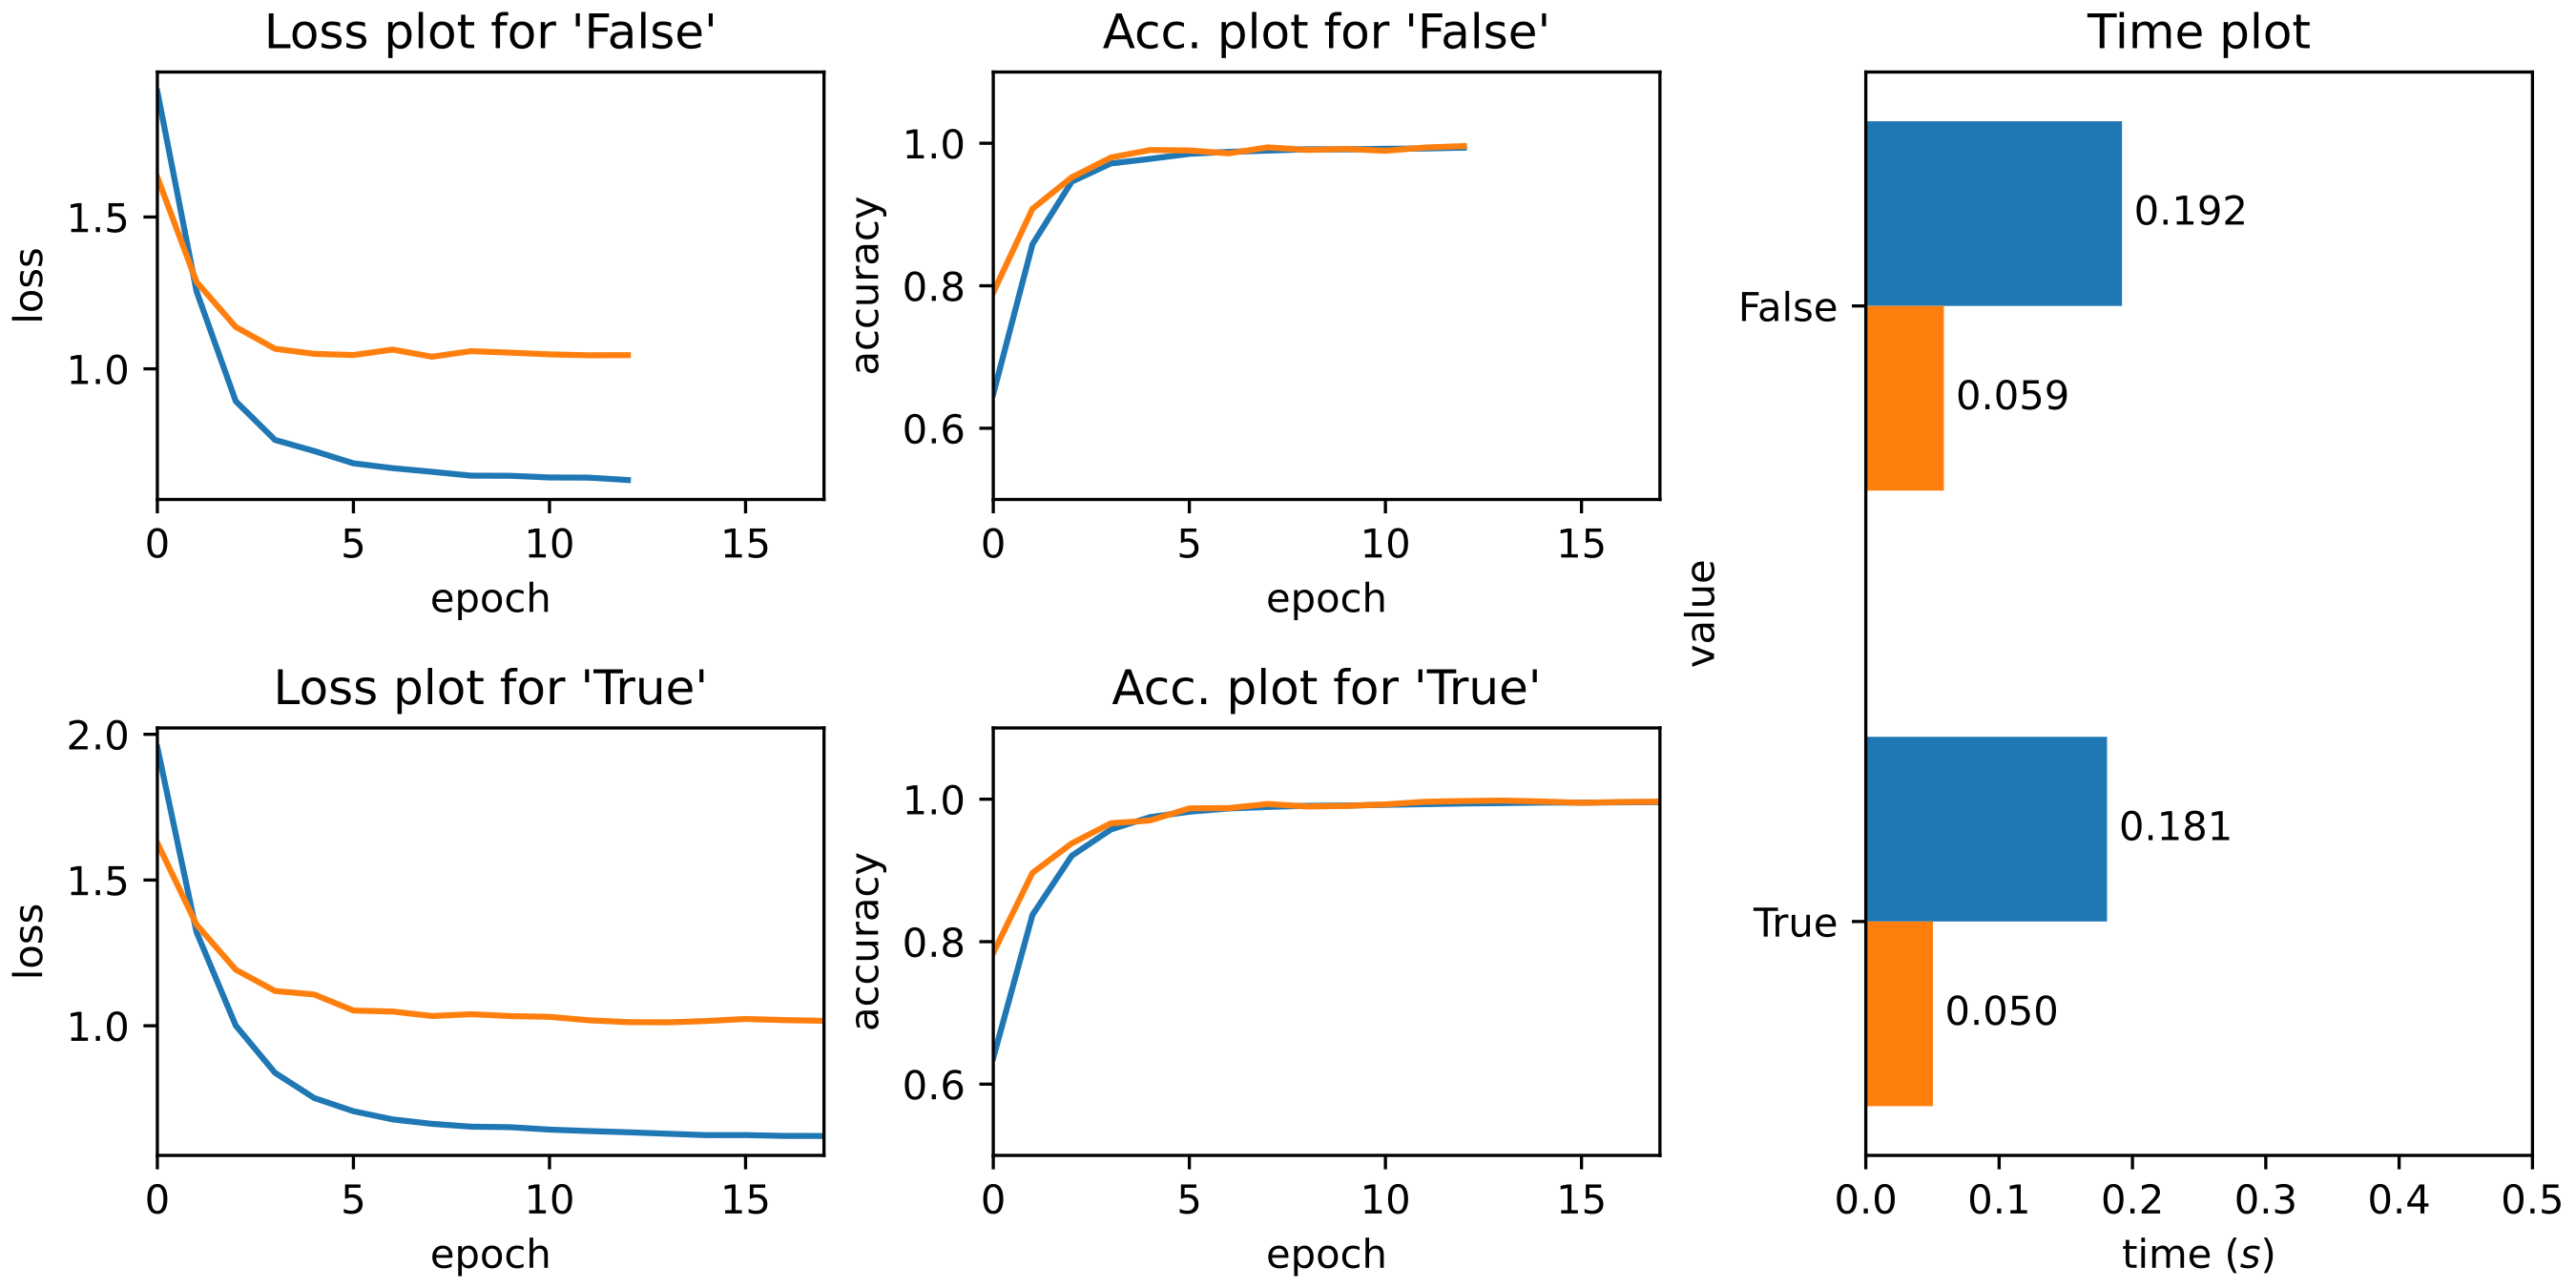 Loss plot for 'False'
loss
1.5
1.0
0 5 10 15
epoch
Acc. plot for 'False'
accuracy
1.0
0.8
0.6
0 5 10 15
epoch
Loss plot for 'True'
loss
2.0
1.5
1.0
0 5 10 15
epoch
Acc. plot for 'True'
accuracy
1.0
0.8
0.6
0 5 10 15
epoch
Time plot
value
0.192
False
0.059
0.181
True
0.050
0.0 0.1 0.2 0.3 0.4 0.5
time (s)